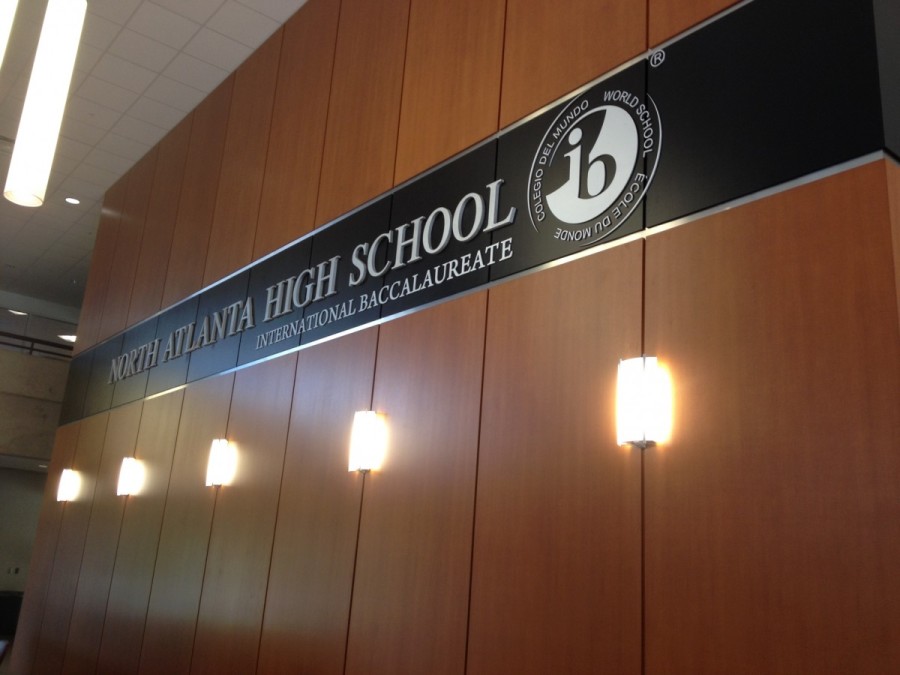 NORTH ATLANTA HIGH SCHOOL
INTERNATIONAL BACCALAUREATE
COLEGIO DEL MUNDO
WORLD SCHOOL
ÉCOLE DU MONDE
ib
®